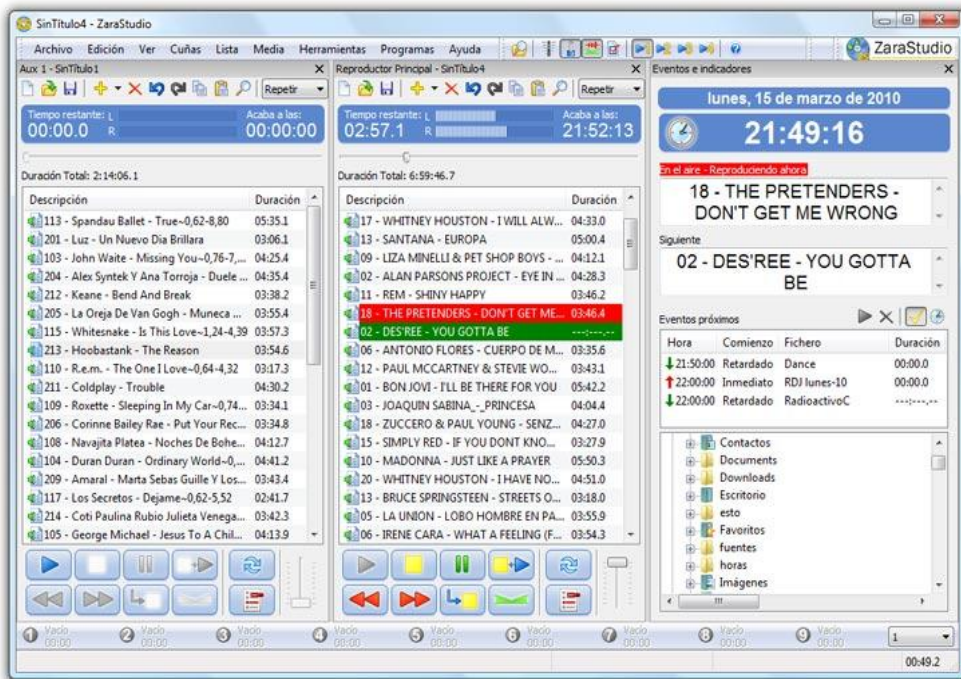 SinTítulo4 - ZaraStudio
Archivo Edición Ver Cuñas Lista Media Herramientas Programas Ayuda
ZaraStudio
Aux 1 - SinTítulo1
Repetir
Tiempo restante: L R
00:00.0
Acaba a las:
00:00:00
Duración Total: 2:14:06.1
Descripción Duración
113 - Spandau Ballet - True~0,62-8,80 05:35.1
201 - Luz - Un Nuevo Dia Brillara 03:06.1
103 - John Waite - Missing You~0,76-7,... 04:25.4
204 - Alex Syntek Y Ana Torroja - Duele ... 04:35.4
212 - Keane - Bend And Break 03:38.2
205 - La Oreja De Van Gogh - Muneca ... 03:55.4
115 - Whitesnake - Is This Love~1,24-4,39 03:57.3
213 - Hoobastank - The Reason 03:54.6
110 - R.e.m. - The One I Love~0,64-4,32 03:17.3
211 - Coldplay - Trouble 04:30.2
109 - Roxette - Sleeping In My Car~0,74... 03:34.1
206 - Corinne Bailey Rae - Put Your Rec... 03:34.8
108 - Navajita Platea - Noches De Bohe... 04:12.7
104 - Duran Duran - Ordinary World~0,... 04:41.2
209 - Amaral - Marta Sebas Guille Y Los... 03:43.4
117 - Los Secretos - Dejame~0,62-5,52 02:41.7
214 - Coti Paulina Rubio Julieta Venega... 03:42.3
105 - George Michael - Jesus To A Chil... 04:13.9
Reproductor Principal - SinTítulo4
Repetir
Tiempo restante: L R
02:57.1
Acaba a las:
21:52:13
Duración Total: 6:59:46.7
Descripción Duración
17 - WHITNEY HOUSTON - I WILL ALW... 04:33.0
13 - SANTANA - EUROPA 05:00.4
09 - LIZA MINELLI & PET SHOP BOYS - ... 04:12.1
02 - ALAN PARSONS PROJECT - EYE IN ... 04:28.3
11 - REM - SHINY HAPPY 03:46.2
18 - THE PRETENDERS - DON'T GET ME... 03:46.4
02 - DES'REE - YOU GOTTA BE ---:---,--
06 - ANTONIO FLORES - CUERPO DE M... 03:35.6
12 - PAUL MCCARTNEY & STEVIE WO... 03:43.1
01 - BON JOVI - I'LL BE THERE FOR YOU 05:42.2
03 - JOAQUIN SABINA_-_PRINCESA 04:04.4
18 - ZUCCERO & PAUL YOUNG - SENZ... 04:27.0
15 - SIMPLY RED - IF YOU DONT KNO... 03:27.9
10 - MADONNA - JUST LIKE A PRAYER 05:50.3
20 - WHITNEY HOUSTON - I HAVE NO... 04:51.0
13 - BRUCE SPRINGSTEEN - STREETS O... 03:18.0
05 - LA UNION - LOBO HOMBRE EN PA... 03:55.9
06 - IRENE CARA - WHAT A FEELING (F... 03:54.3
Eventos e indicadores
lunes, 15 de marzo de 2010
21:49:16
En el aire - Reproduciendo ahora
18 - THE PRETENDERS -
DON'T GET ME WRONG
Siguiente
02 - DES'REE - YOU GOTTA
BE
Eventos próximos
Hora Comienzo Fichero Duración
21:50:00 Retardado Dance 00:00.0
22:00:00 Inmediato RDJ lunes-10 00:00.0
22:00:00 Retardado RadioactivoC ---:---,--
Contactos
Documents
Downloads
Escritorio
esto
Favoritos
fuentes
horas
Imágenes
1 Vacío 00:00 2 Vacío 00:00 3 Vacío 00:00 4 Vacío 00:00 5 Vacío 00:00 6 Vacío 00:00 7 Vacío 00:00 8 Vacío 00:00 9 Vacío 00:00 1
00:49.2